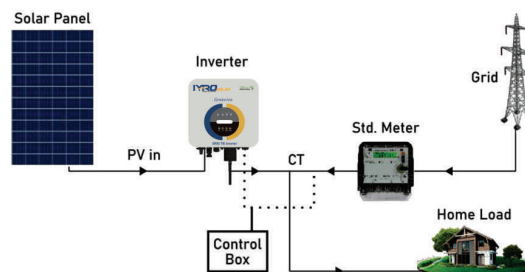 Solar Panel
Inverter
Grid
Std. Meter
PV in
CT
Home Load
Control
Box